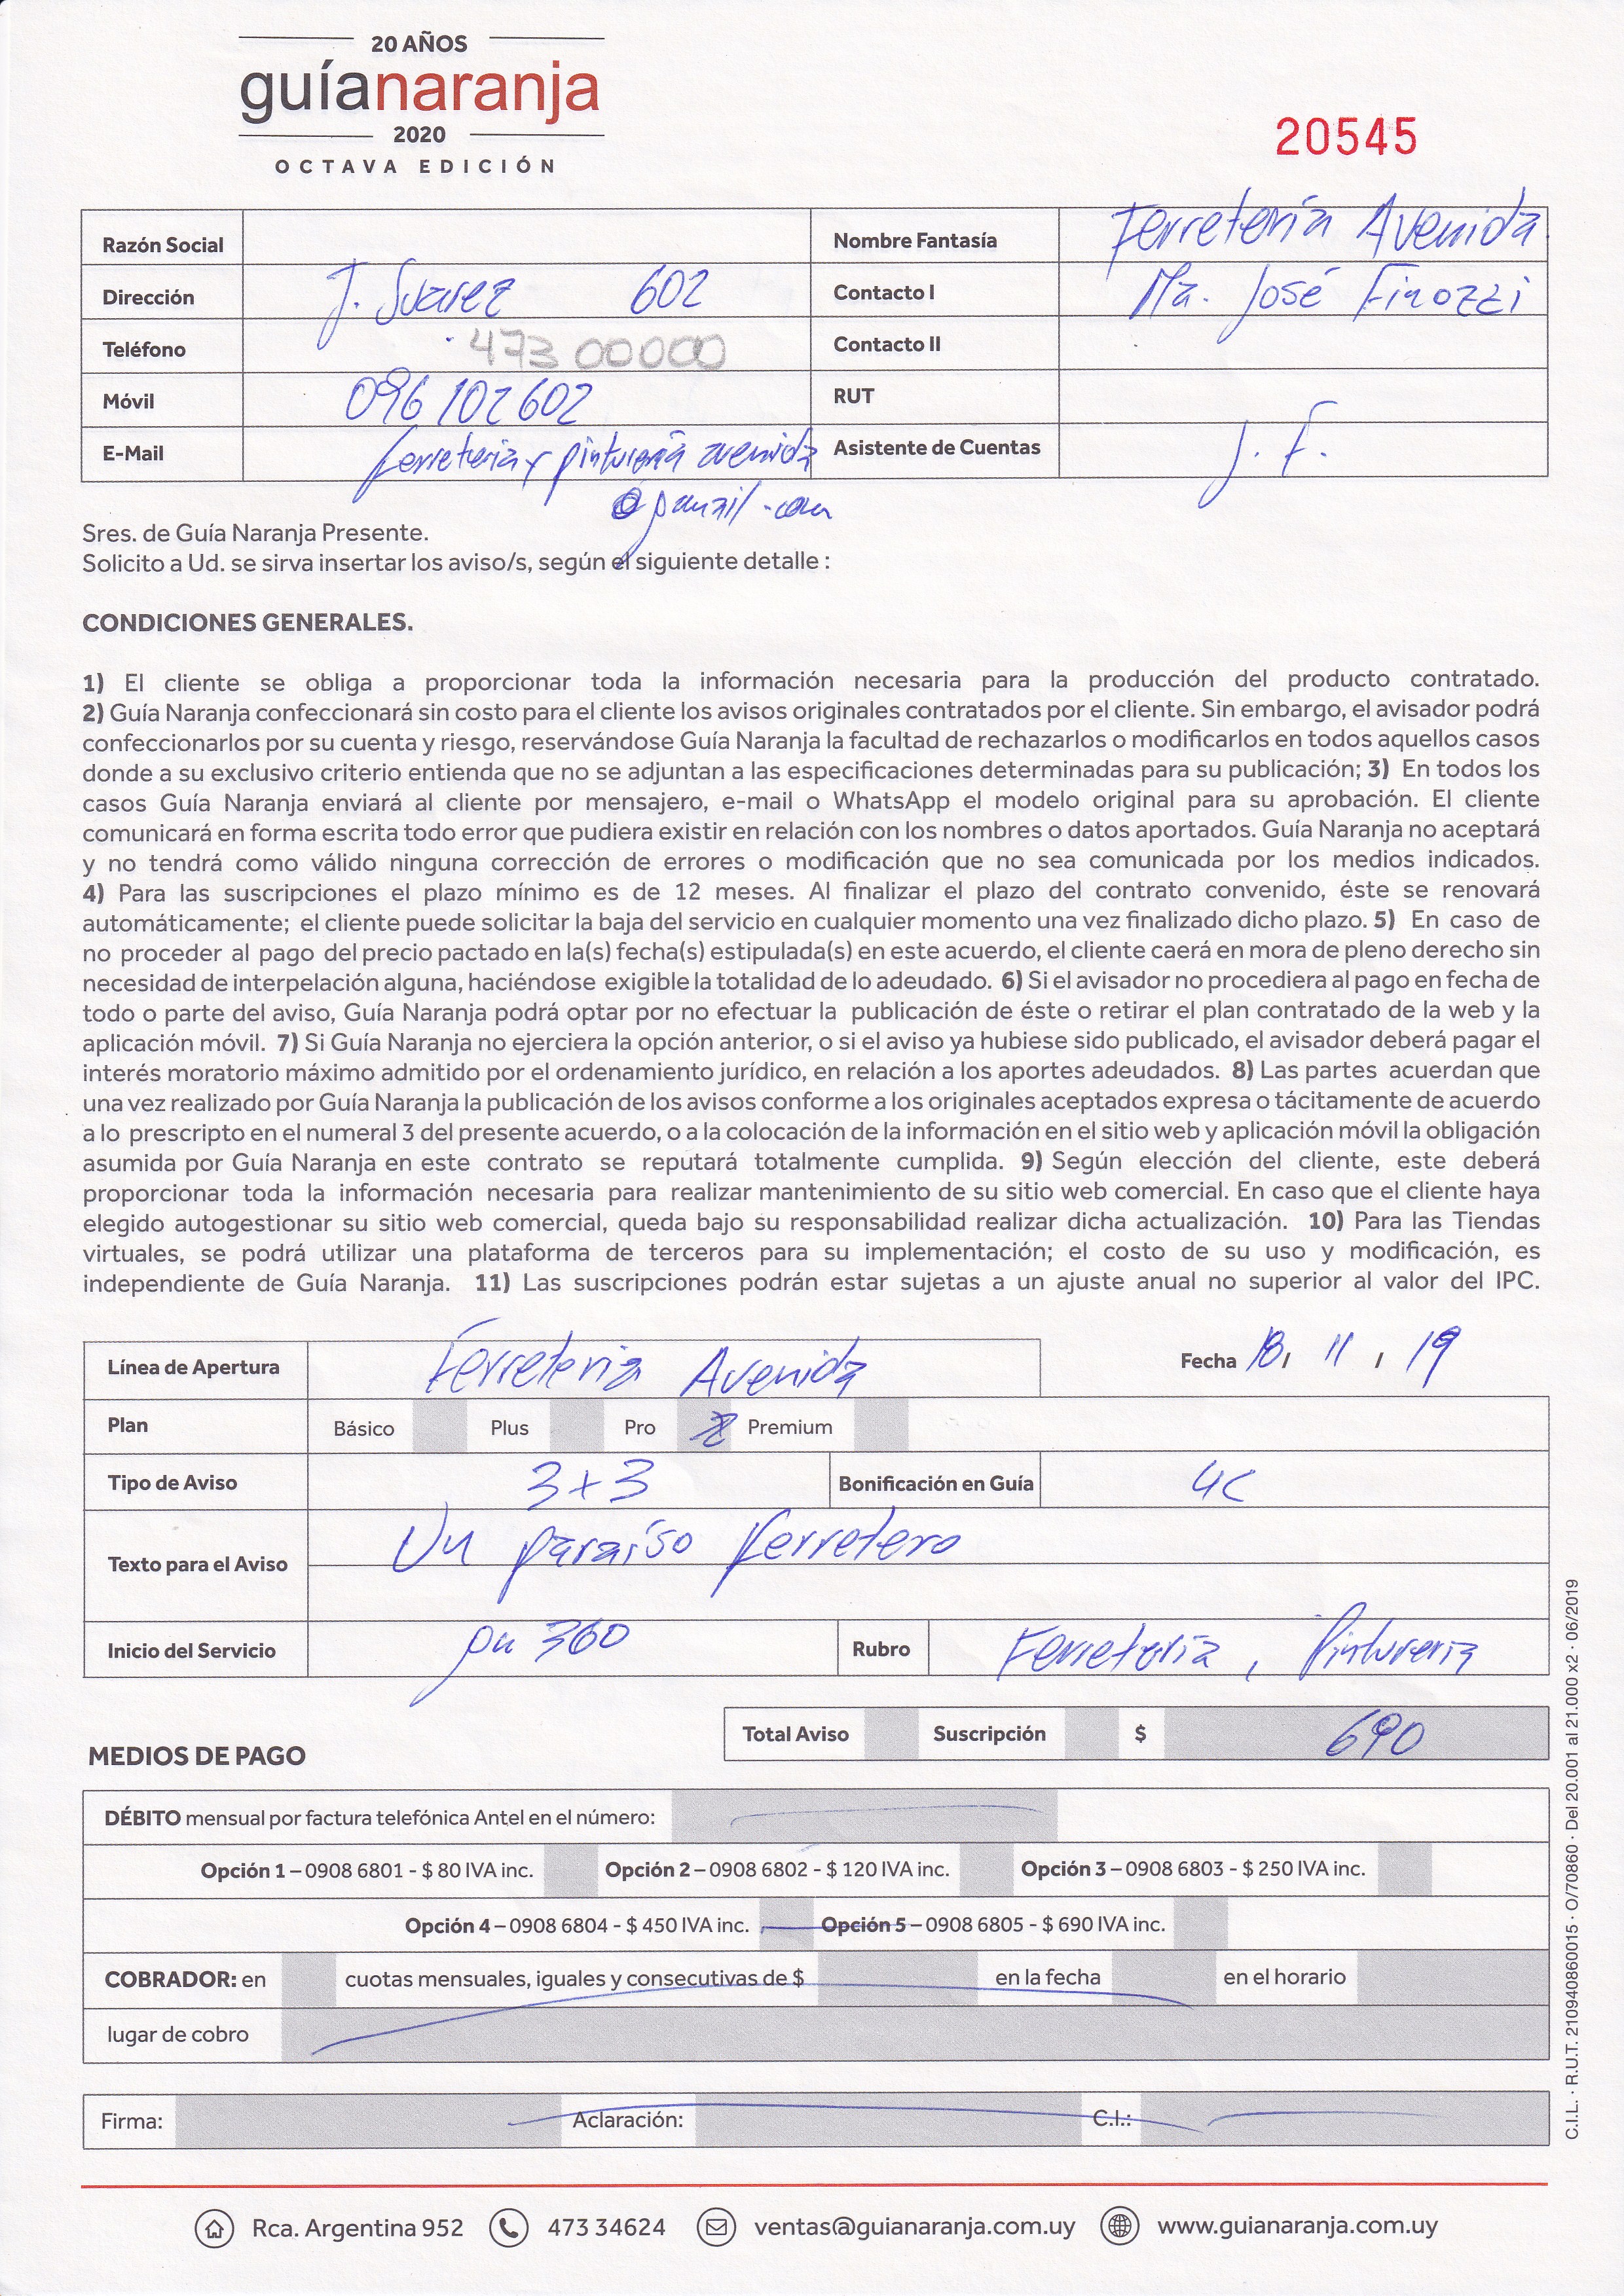 20 AÑOS
guíanaranja
2020
OCTAVA EDICIÓN
20545
Razón Social
Nombre Fantasía Ferretería Avenida
Dirección J. Suarez 602
Contacto I Ma. José Finozzi
Teléfono 473 00000
Contacto II
Móvil 096 102 602
RUT
E-Mail ferreteria y pintureria avenida
@gmail.com
Asistente de Cuentas J. F.
Sres. de Guía Naranja Presente.
Solicito a Ud. se sirva insertar los aviso/s, según el siguiente detalle :
CONDICIONES GENERALES.
1) El cliente se obliga a proporcionar toda la información necesaria para la producción del producto contratado.
2) Guía Naranja confeccionará sin costo para el cliente los avisos originales contratados por el cliente. Sin embargo, el avisador podrá
confeccionarlos por su cuenta y riesgo, reservándose Guía Naranja la facultad de rechazarlos o modificarlos en todos aquellos casos
donde a su exclusivo criterio entienda que no se adjuntan a las especificaciones determinadas para su publicación; 3) En todos los
casos Guía Naranja enviará al cliente por mensajero, e-mail o WhatsApp el modelo original para su aprobación. El cliente
comunicará en forma escrita todo error que pudiera existir en relación con los nombres o datos aportados. Guía Naranja no aceptará
y no tendrá como válido ninguna corrección de errores o modificación que no sea comunicada por los medios indicados.
4) Para las suscripciones el plazo mínimo es de 12 meses. Al finalizar el plazo del contrato convenido, éste se renovará
automáticamente; el cliente puede solicitar la baja del servicio en cualquier momento una vez finalizado dicho plazo. 5) En caso de
no proceder al pago del precio pactado en la(s) fecha(s) estipulada(s) en este acuerdo, el cliente caerá en mora de pleno derecho sin
necesidad de interpelación alguna, haciéndose exigible la totalidad de lo adeudado. 6) Si el avisador no procediera al pago en fecha de
todo o parte del aviso, Guía Naranja podrá optar por no efectuar la publicación de éste o retirar el plan contratado de la web y la
aplicación móvil. 7) Si Guía Naranja no ejerciera la opción anterior, o si el aviso ya hubiese sido publicado, el avisador deberá pagar el
interés moratorio máximo admitido por el ordenamiento jurídico, en relación a los aportes adeudados. 8) Las partes acuerdan que
una vez realizado por Guía Naranja la publicación de los avisos conforme a los originales aceptados expresa o tácitamente de acuerdo
a lo prescripto en el numeral 3 del presente acuerdo, o a la colocación de la información en el sitio web y aplicación móvil la obligación
asumida por Guía Naranja en este contrato se reputará totalmente cumplida. 9) Según elección del cliente, este deberá
proporcionar toda la información necesaria para realizar mantenimiento de su sitio web comercial. En caso que el cliente haya
elegido autogestionar su sitio web comercial, queda bajo su responsabilidad realizar dicha actualización. 10) Para las Tiendas
virtuales, se podrá utilizar una plataforma de terceros para su implementación; el costo de su uso y modificación, es
independiente de Guía Naranja. 11) Las suscripciones podrán estar sujetas a un ajuste anual no superior al valor del IPC.
Línea de Apertura Ferreteria Avenida
Fecha 18 / 11 / 19
Plan Básico Plus Pro Premium
Tipo de Aviso 3+3
Bonificación en Guía 4C
Texto para el Aviso Un paraíso ferretero
Inicio del Servicio gn 360
Rubro Ferretería, Pintureria
Total Aviso Suscripción $ 690
MEDIOS DE PAGO
DÉBITO mensual por factura telefónica Antel en el número:
Opción 1 – 0908 6801 - $ 80 IVA inc. Opción 2 – 0908 6802 - $ 120 IVA inc. Opción 3 – 0908 6803 - $ 250 IVA inc.
Opción 4 – 0908 6804 - $ 450 IVA inc. Opción 5 – 0908 6805 - $ 690 IVA inc.
COBRADOR: en cuotas mensuales, iguales y consecutivas de $ en la fecha en el horario
lugar de cobro
Firma: Aclaración: C.I.:
C.I.L. · R.U.T. 210940860015 · O/70860 · Del 20.001 al 21.000 x2 · 06/2019
Rca. Argentina 952 473 34624 ventas@guianaranja.com.uy www.guianaranja.com.uy